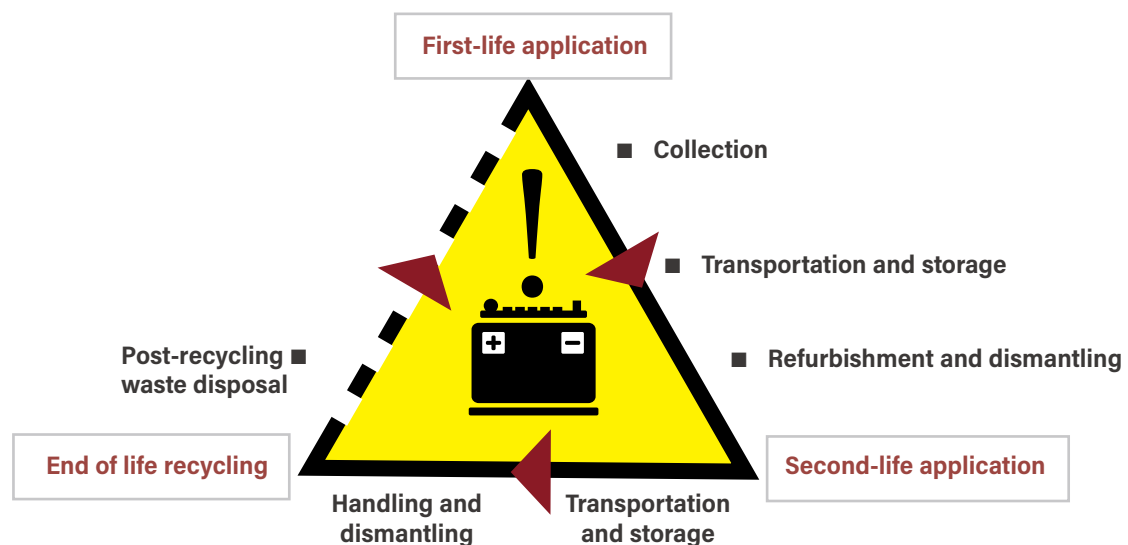 First-life application
■ Collection
■ Transportation and storage
Post-recycling ■
waste disposal
■ Refurbishment and dismantling
+ −
End of life recycling
Second-life application
Handling and
dismantling
Transportation
and storage